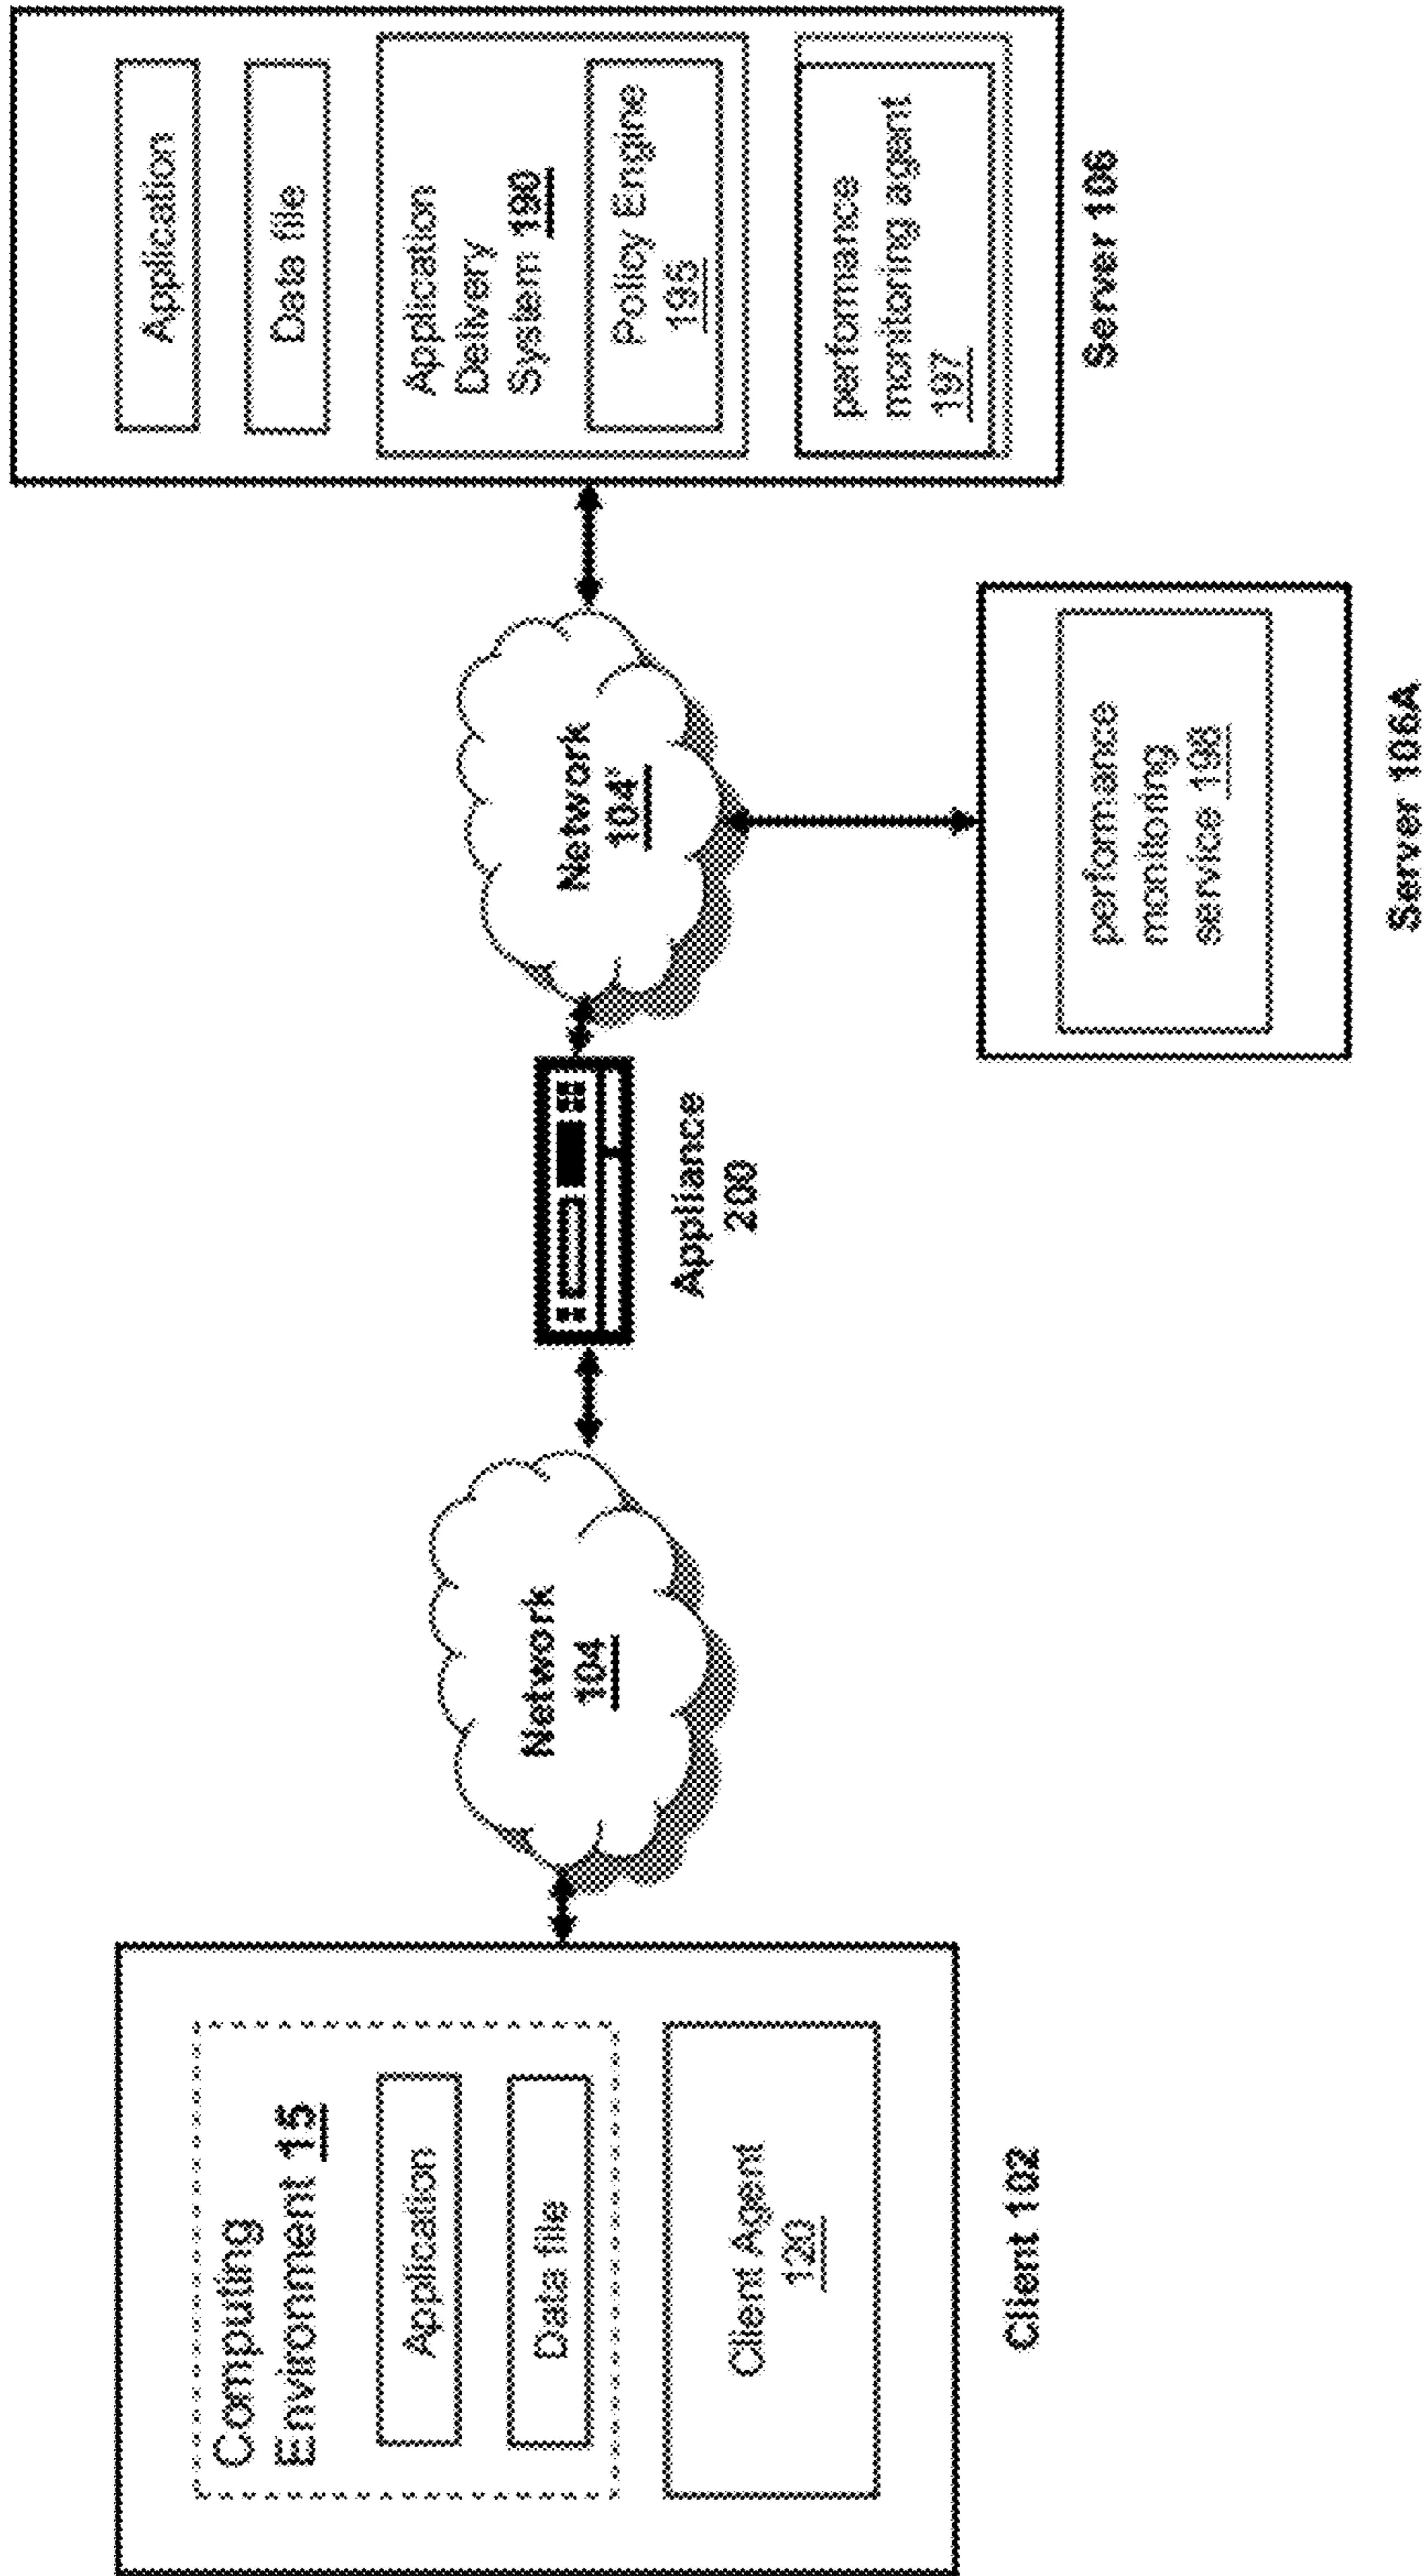 Computing
Environment 15
Application
Data file
Client Agent
120
Client 102
Network
104
Appliance
200
Network
104'
performance
monitoring
service 198
Server 106A
Application
Data file
Application
Delivery
System 190
Policy Engine
195
performance
monitoring agent
197
Server 106